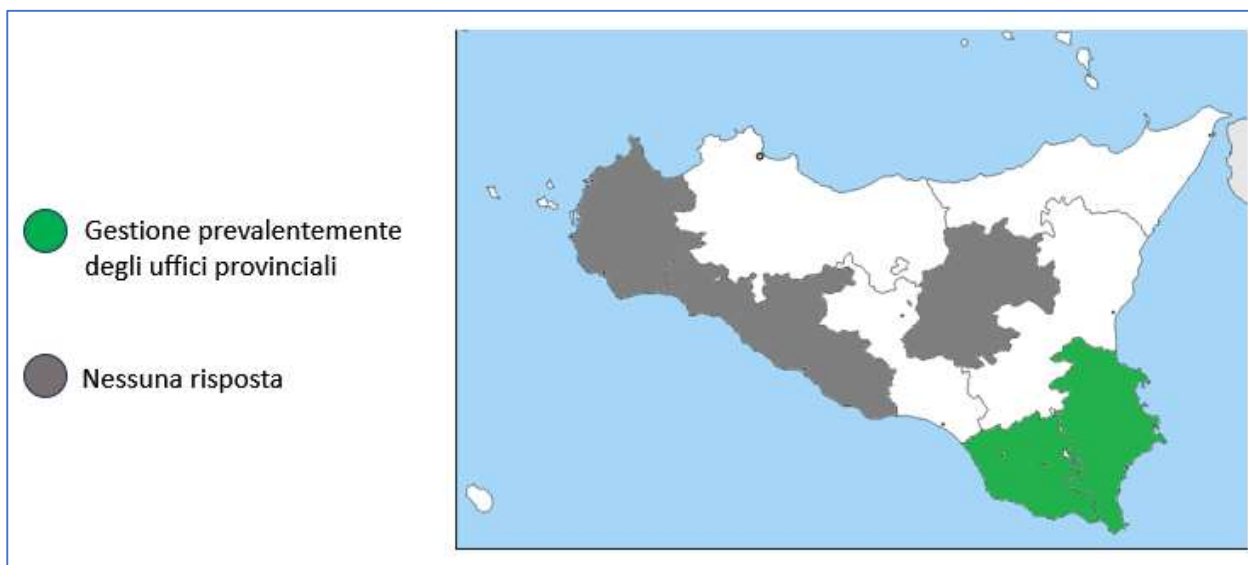 Gestione prevalentemente
degli uffici provinciali
Nessuna risposta